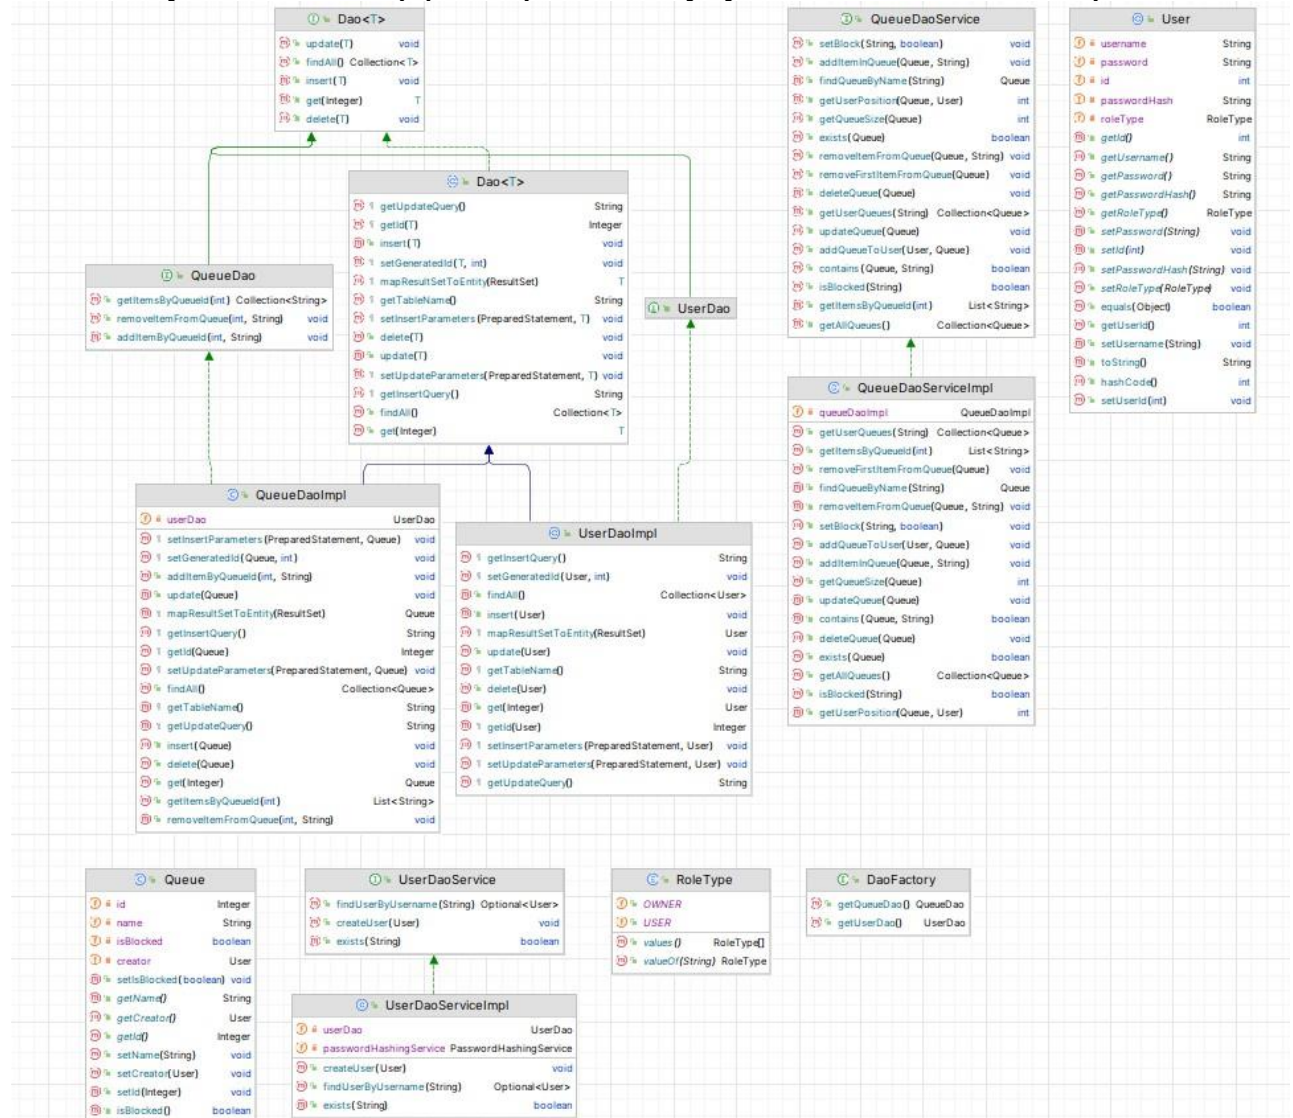 Dao<T>
update(T) void
findAll() Collection<T>
insert(T) void
get(Integer) T
delete(T) void
QueueDaoService
setBlock(String, boolean) void
addItemInQueue(Queue, String) void
findQueueByName(String) Queue
getUserPosition(Queue, User) int
getQueueSize(Queue) int
exists(Queue) boolean
removeItemFromQueue(Queue, String) void
removeFirstItemFromQueue(Queue) void
deleteQueue(Queue) void
getUserQueues(String) Collection<Queue>
updateQueue(Queue) void
addQueueToUser(User, Queue) void
contains(Queue, String) boolean
isBlocked(String) boolean
getItemsByQueueId(int) List<String>
getAllQueues() Collection<Queue>
User
username String
password String
id int
passwordHash String
roleType RoleType
getId() int
getUsername() String
getPassword() String
getPasswordHash() String
getRoleType() RoleType
setPassword(String) void
setId(int) void
setPasswordHash(String) void
setRoleType(RoleType) void
equals(Object) boolean
getUserId() int
setUsername(String) void
toString() String
hashCode() int
setUserId(int) void
Dao<T>
getUpdateQuery() String
getId(T) Integer
insert(T) void
setGeneratedId(T, int) void
mapResultSetToEntity(ResultSet) T
getTableName() String
setInsertParameters(PreparedStatement, T) void
delete(T) void
update(T) void
setUpdateParameters(PreparedStatement, T) void
getInsertQuery() String
findAll() Collection<T>
get(Integer) T
QueueDao
getItemsByQueueId(int) Collection<String>
removeItemFromQueue(int, String) void
addItemByQueueId(int, String) void
UserDao
QueueDaoServiceImpl
queueDaoImpl QueueDaoImpl
getUserQueues(String) Collection<Queue>
getItemsByQueueId(int) List<String>
removeFirstItemFromQueue(Queue) void
findQueueByName(String) Queue
removeItemFromQueue(Queue, String) void
setBlock(String, boolean) void
addQueueToUser(User, Queue) void
addItemInQueue(Queue, String) void
getQueueSize(Queue) int
updateQueue(Queue) void
contains(Queue, String) boolean
deleteQueue(Queue) void
exists(Queue) boolean
getAllQueues() Collection<Queue>
isBlocked(String) boolean
getUserPosition(Queue, User) int
QueueDaoImpl
userDao UserDao
setInsertParameters(PreparedStatement, Queue) void
setGeneratedId(Queue, int) void
addItemByQueueId(int, String) void
update(Queue) void
mapResultSetToEntity(ResultSet) Queue
getInsertQuery() String
getId(Queue) Integer
setUpdateParameters(PreparedStatement, Queue) void
findAll() Collection<Queue>
getTableName() String
getUpdateQuery() String
insert(Queue) void
delete(Queue) void
get(Integer) Queue
getItemsByQueueId(int) List<String>
removeItemFromQueue(int, String) void
UserDaoImpl
getInsertQuery() String
setGeneratedId(User, int) void
findAll() Collection<User>
insert(User) void
mapResultSetToEntity(ResultSet) User
update(User) void
getTableName() String
delete(User) void
get(Integer) User
getId(User) Integer
setInsertParameters(PreparedStatement, User) void
setUpdateParameters(PreparedStatement, User) void
getUpdateQuery() String
Queue
id Integer
name String
isBlocked boolean
creator User
setIsBlocked(boolean) void
getName() String
getCreator() User
getId() Integer
setName(String) void
setCreator(User) void
setId(Integer) void
isBlocked() boolean
UserDaoService
findUserByUsername(String) Optional<User>
createUser(User) void
exists(String) boolean
RoleType
OWNER
USER
values() RoleType[]
valueOf(String) RoleType
DaoFactory
getQueueDao() QueueDao
getUserDao() UserDao
UserDaoServiceImpl
userDao UserDao
passwordHashingService PasswordHashingService
createUser(User) void
findUserByUsername(String) Optional<User>
exists(String) boolean